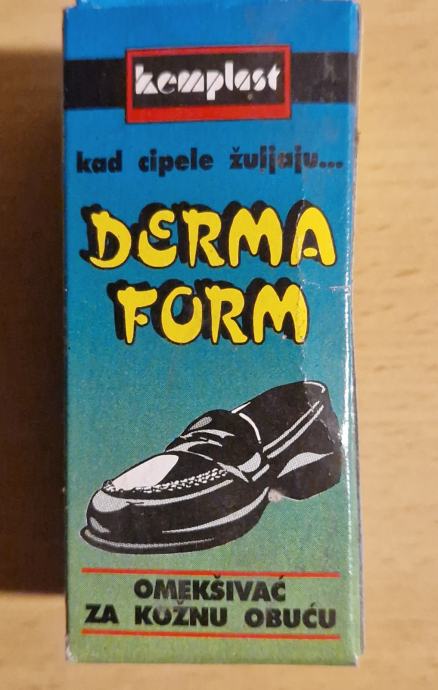 kemplast
kad cipele žuljaju...
DERMA
FORM
OMEKŠIVAČ
ZA KOŽNU OBUĆU